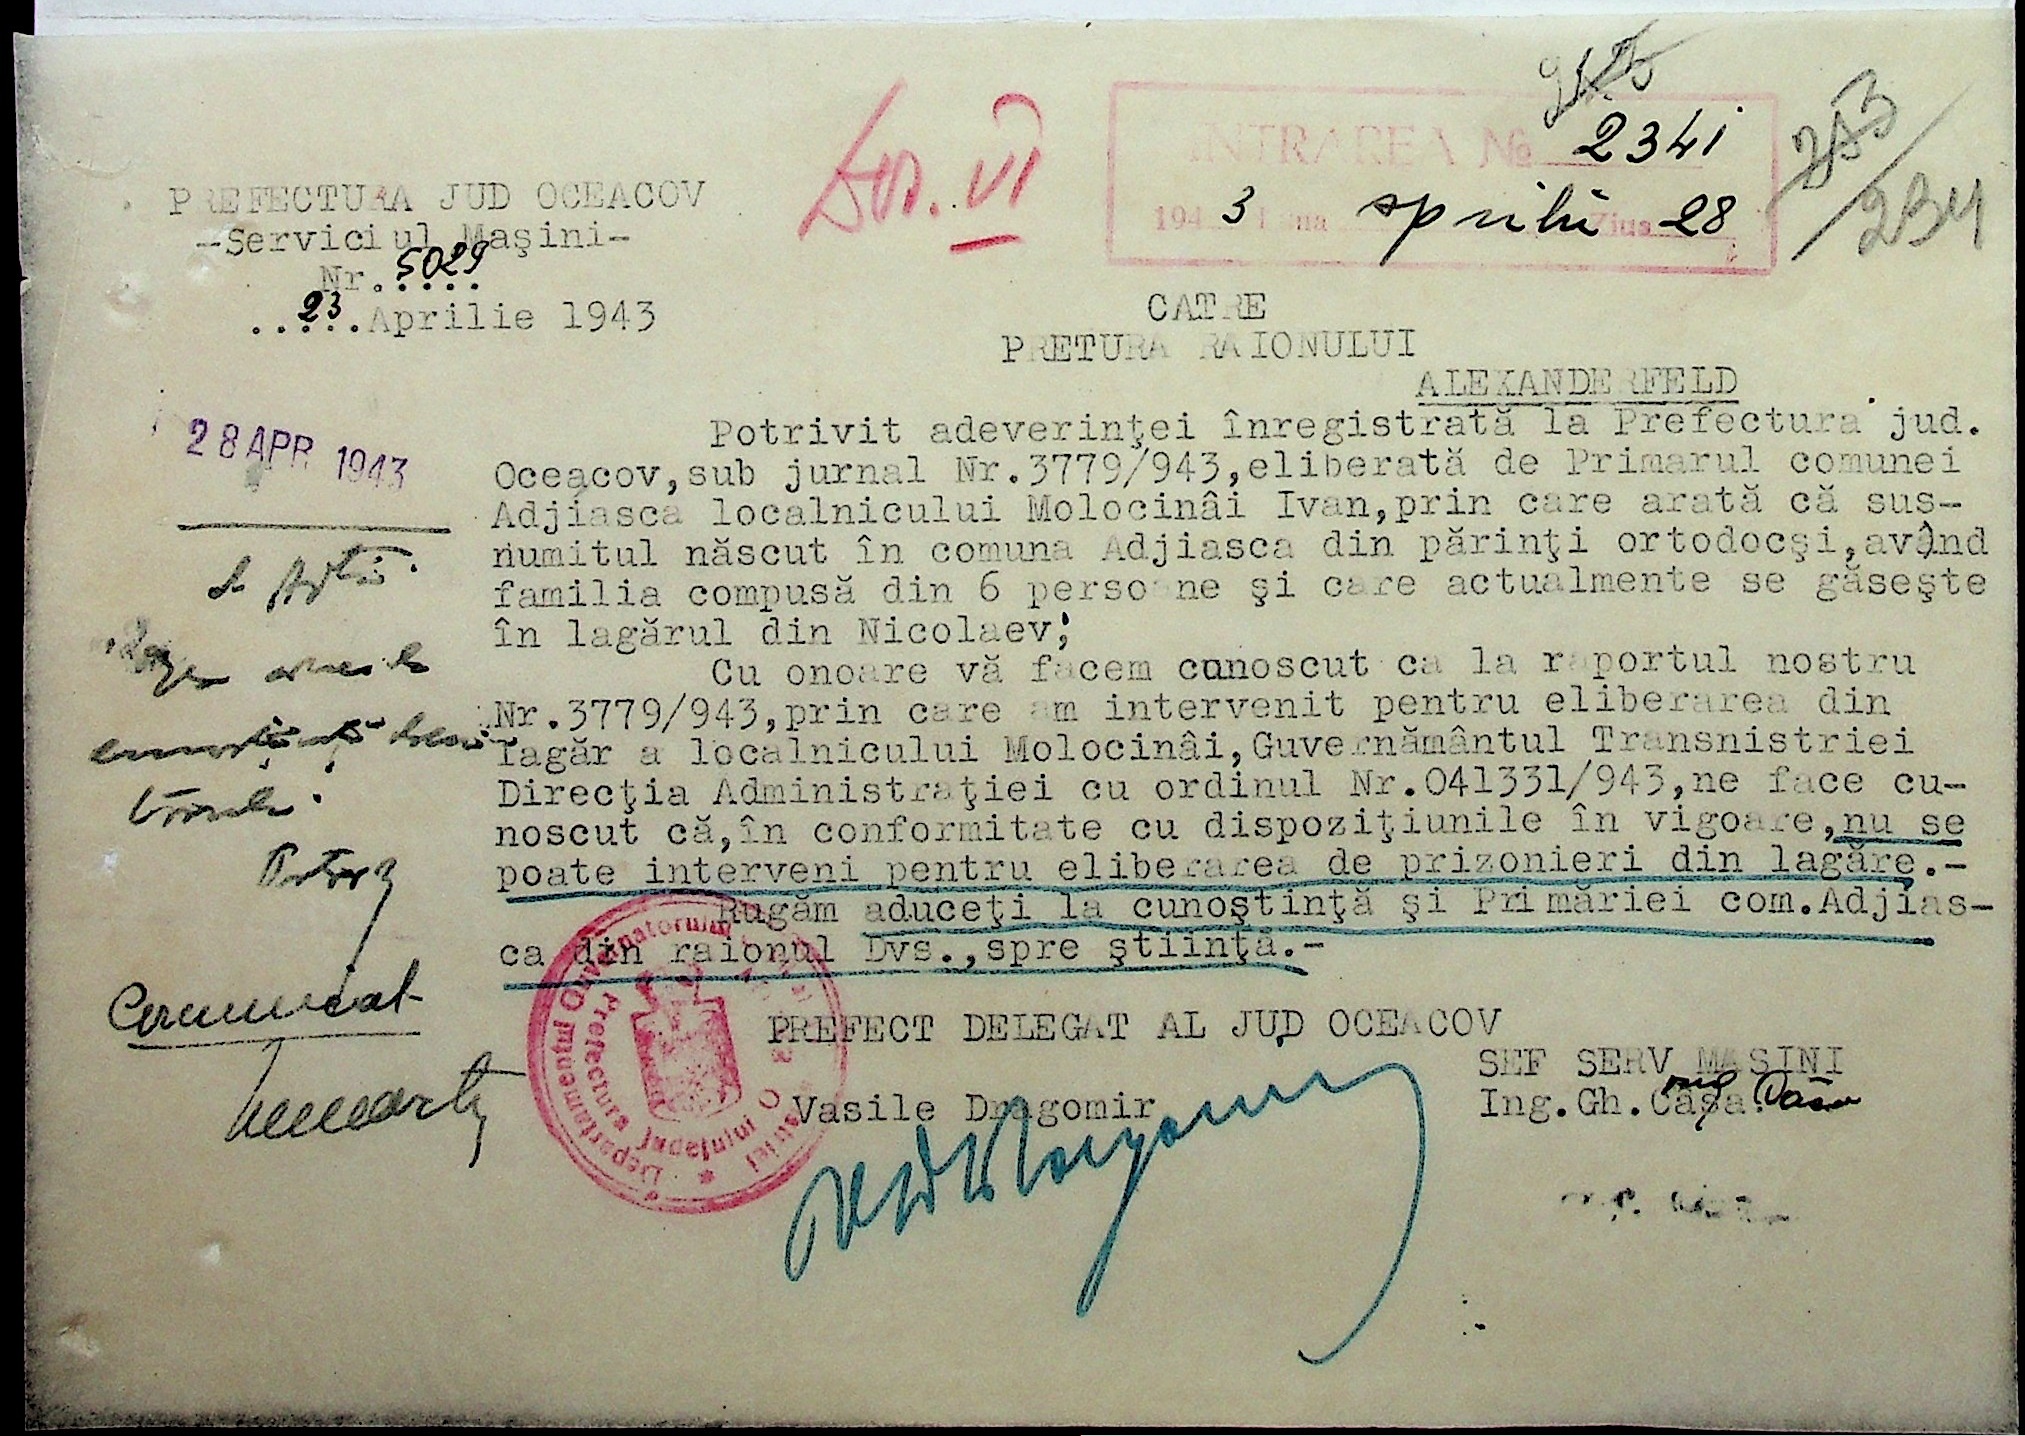 2341
INTRAREA №
1943 Luna aprilie Ziua 28
234
PREFECTURA JUD OCEACOV
-Serviciul Maşini-
Nr.5029
..23..Aprilie 1943
CATRE
PRETURA RAIONULUI
ALEXANDERFELD
28 APR 1943
Potrivit adeverinţei înregistrată la Prefectura jud.
Oceacov,sub jurnal Nr.3779/943,eliberată de Primarul comunei
Adjiasca localnicului Molocinâi Ivan,prin care arată că sus-
numitul născut în comuna Adjiasca din părinţi ortodocşi,având
familia compusă din 6 persoane şi care actualmente se găseşte
în lagărul din Nicolaev;
Cu onoare vă facem cunoscut ca la raportul nostru
Nr.3779/943,prin care am intervenit pentru eliberarea din
lagăr a localnicului Molocinâi,Guvernământul Transnistriei
Direcţia Administraţiei cu ordinul Nr.041331/943,ne face cu-
noscut că,în conformitate cu dispoziţiunile în vigoare,nu se
poate interveni pentru eliberarea de prizonieri din lagăre.-
Rugăm aduceţi la cunoştinţă şi Primăriei com.Adjias-
ca din raionul Dvs.,spre ştiinţă.-
Comunicat
PREFECT DELEGAT AL JUD OCEACOV
Vasile Dragomir
SEF SERV MASINI
Ing.Gh.Caşa
Prefectura Judeţului O